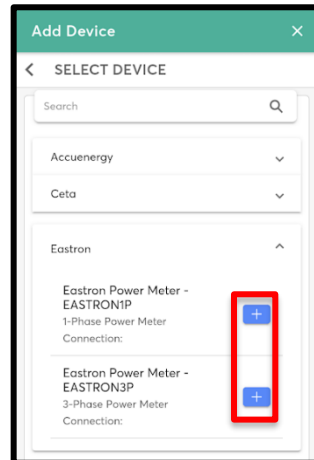 Add Device
SELECT DEVICE
Search
Accuenergy
Ceta
Eastron
Eastron Power Meter -
EASTRON1P
1-Phase Power Meter
Connection:
Eastron Power Meter -
EASTRON3P
3-Phase Power Meter
Connection: